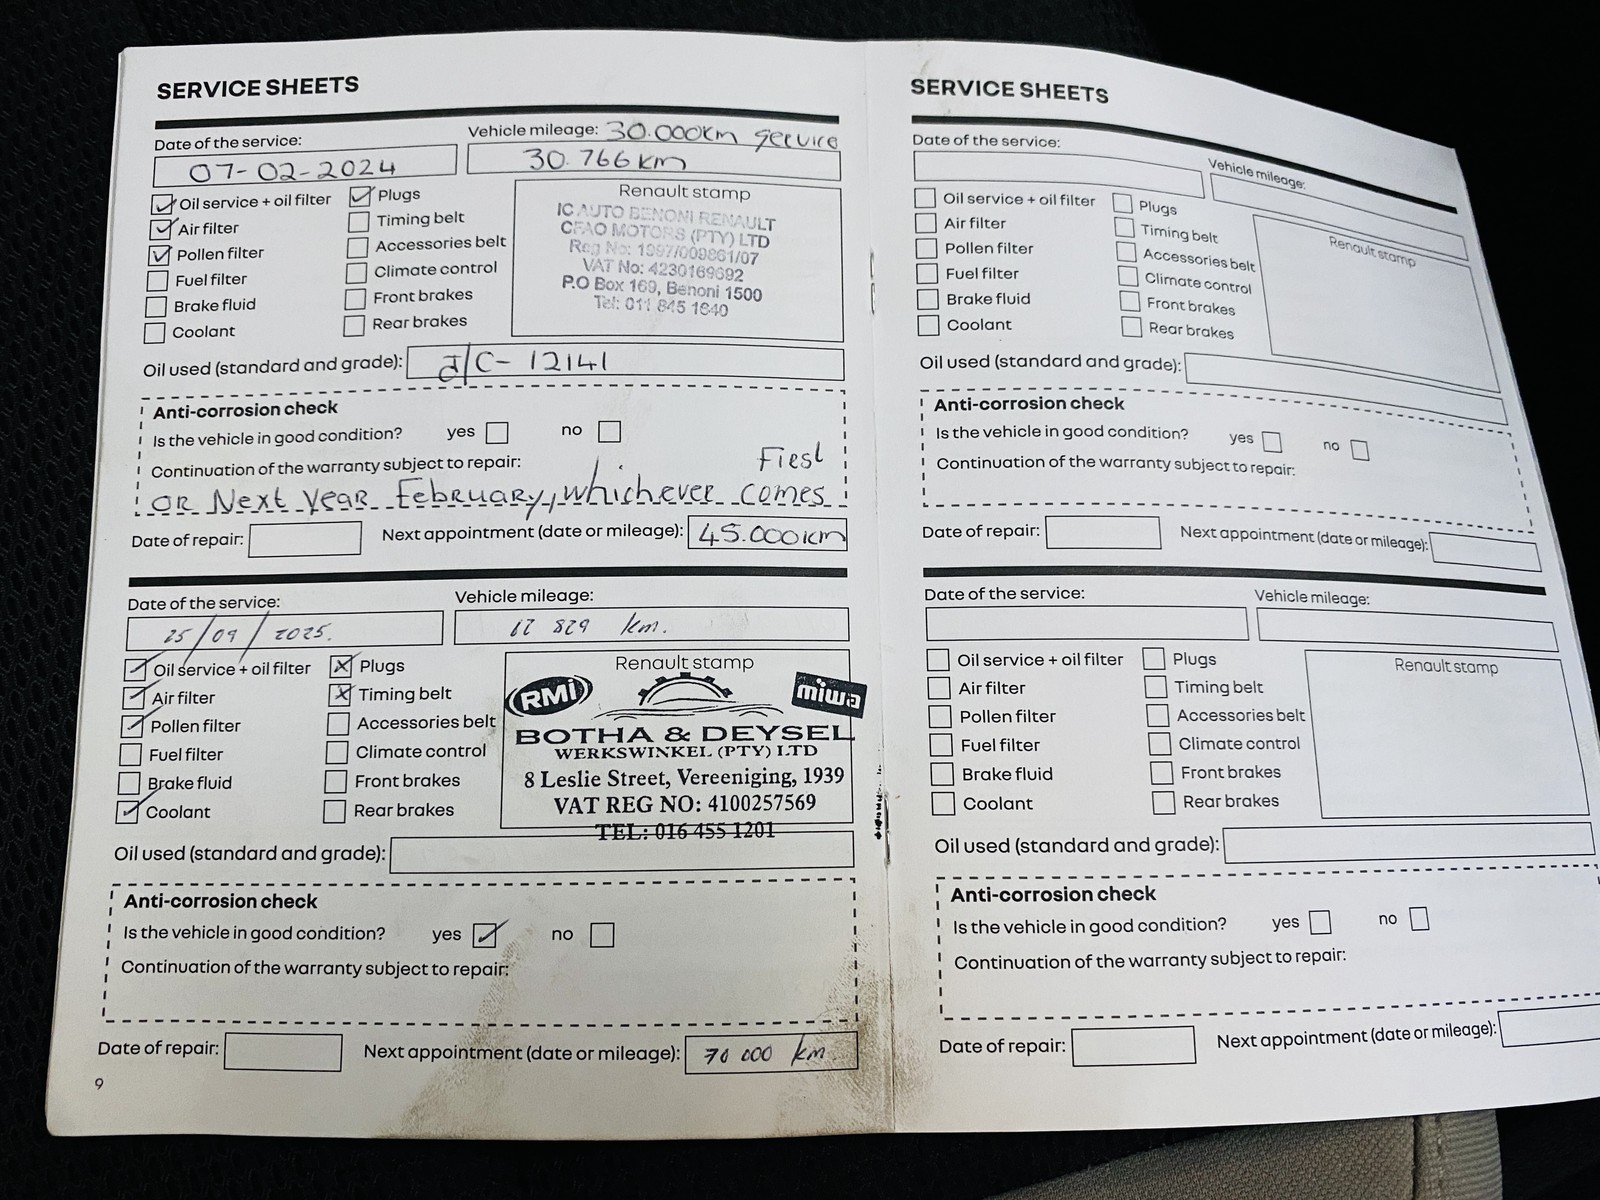 SERVICE SHEETS
Date of the service:
Vehicle mileage: 30.000km service
07-02-2024
30.766 km
Oil service + oil filter
Air filter
Pollen filter
Fuel filter
Brake fluid
Coolant
Plugs
Timing belt
Accessories belt
Climate control
Front brakes
Rear brakes
Renault stamp
IC AUTO BENONI RENAULT
CFAO MOTORS (PTY) LTD
Reg No: 1997/009861/07
VAT No: 4230169692
P.O Box 169, Benoni 1500
Tel: 011 845 1640
Oil used (standard and grade): J/C- 12141
Anti-corrosion check
Is the vehicle in good condition? yes no
Continuation of the warranty subject to repair:
First
OR Next Year February, whichever comes
Date of repair:
Next appointment (date or mileage): 45.000km
Date of the service:
Vehicle mileage:
25/09/2025.
62 829 km.
Oil service + oil filter
Air filter
Pollen filter
Fuel filter
Brake fluid
Coolant
Plugs
Timing belt
Accessories belt
Climate control
Front brakes
Rear brakes
Renault stamp
RMi
miwa
BOTHA & DEYSEL
WERKSWINKEL (PTY) LTD
8 Leslie Street, Vereeniging, 1939
VAT REG NO: 4100257569
TEL: 016 455 1201
Oil used (standard and grade):
Anti-corrosion check
Is the vehicle in good condition? yes no
Continuation of the warranty subject to repair:
Date of repair:
Next appointment (date or mileage): 70 000 km
9
SERVICE SHEETS
Date of the service:
Vehicle mileage:
Oil service + oil filter
Air filter
Pollen filter
Fuel filter
Brake fluid
Coolant
Plugs
Timing belt
Accessories belt
Climate control
Front brakes
Rear brakes
Renault stamp
Oil used (standard and grade):
Anti-corrosion check
Is the vehicle in good condition? yes no
Continuation of the warranty subject to repair:
Date of repair:
Next appointment (date or mileage):
Date of the service:
Vehicle mileage:
Oil service + oil filter
Air filter
Pollen filter
Fuel filter
Brake fluid
Coolant
Plugs
Timing belt
Accessories belt
Climate control
Front brakes
Rear brakes
Renault stamp
Oil used (standard and grade):
Anti-corrosion check
Is the vehicle in good condition? yes no
Continuation of the warranty subject to repair:
Date of repair:
Next appointment (date or mileage):